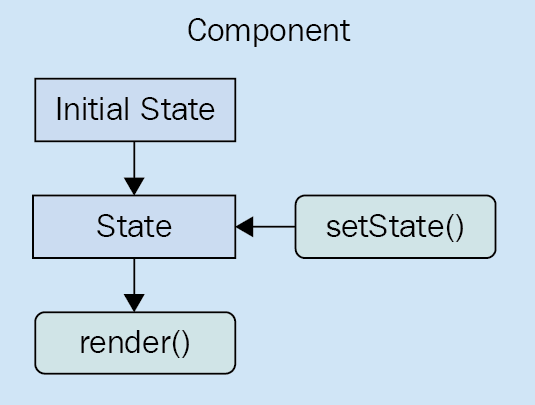 Component
Initial State
State
setState()
render()